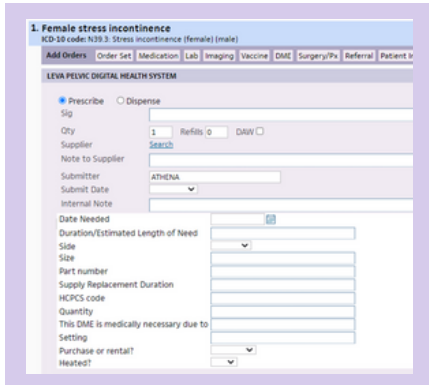 1. Female stress incontinence
ICD-10 code: N39.3: Stress incontinence (female) (male)
Add Orders Order Set Medication Lab Imaging Vaccine DME Surgery/Px Referral Patient In
LEVA PELVIC DIGITAL HEALTH SYSTEM
Prescribe Dispense
Sig
Qty 1 Refills 0 DAW
Supplier Search
Note to Supplier
Submitter ATHENA
Submit Date
Internal Note
Date Needed
Duration/Estimated Length of Need
Side
Size
Part number
Supply Replacement Duration
HCPCS code
Quantity
This DME is medically necessary due to
Setting
Purchase or rental?
Heated?